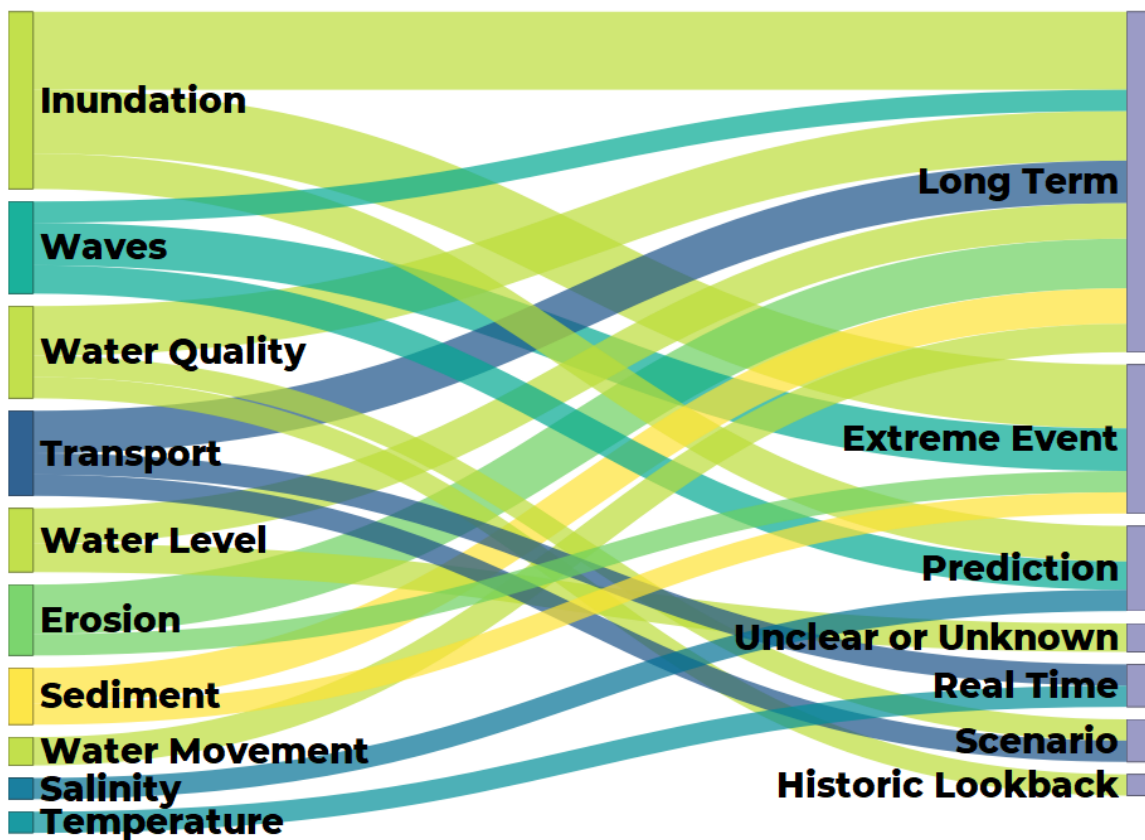 Inundation
Waves
Water Quality
Transport
Water Level
Erosion
Sediment
Water Movement
Salinity
Temperature
Long Term
Extreme Event
Prediction
Unclear or Unknown
Real Time
Scenario
Historic Lookback